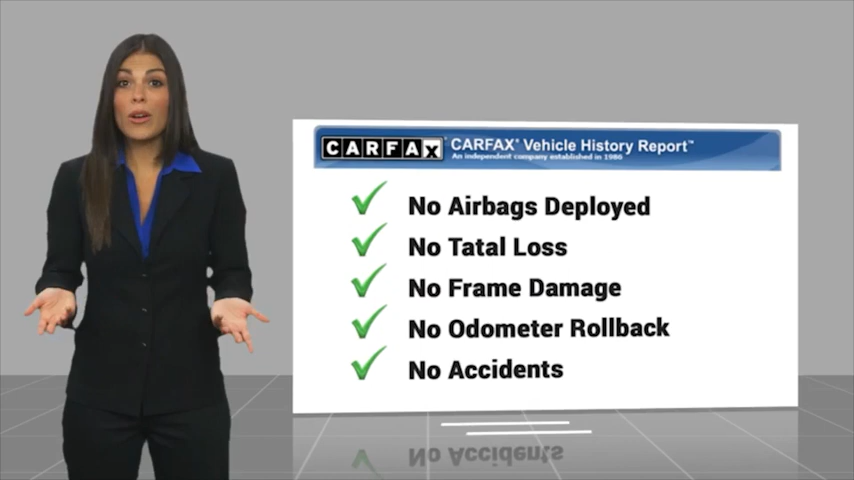 CARFAX CARFAX® Vehicle History Report™
An independent company established in 1986
No Airbags Deployed
No Tatal Loss
No Frame Damage
No Odometer Rollback
No Accidents
No Accidents